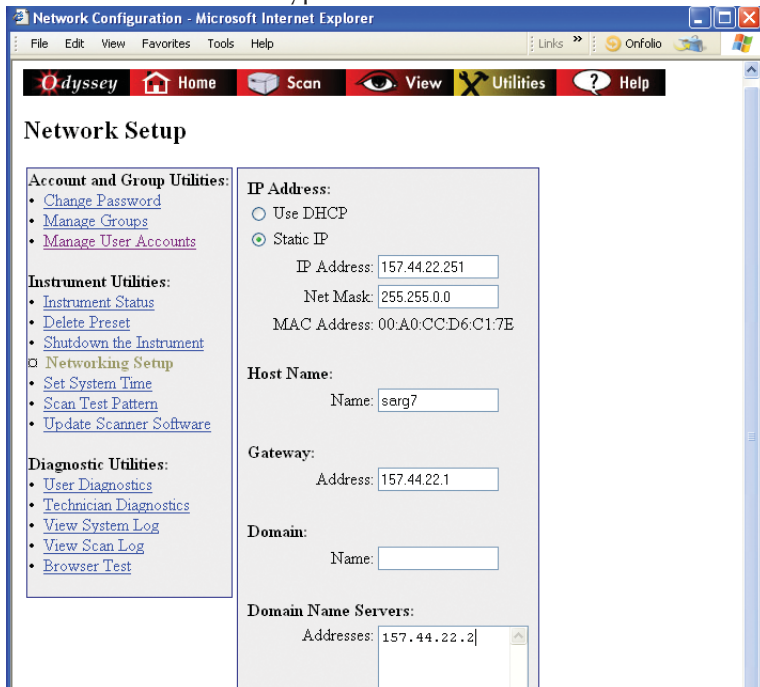 Network Configuration - Microsoft Internet Explorer
File Edit View Favorites Tools Help Links » Onfolio
Odyssey Home Scan View Utilities ? Help
Network Setup
Account and Group Utilities:
• Change Password
• Manage Groups
• Manage User Accounts
Instrument Utilities:
• Instrument Status
• Delete Preset
• Shutdown the Instrument
¤ Networking Setup
• Set System Time
• Scan Test Pattern
• Update Scanner Software
Diagnostic Utilities:
• User Diagnostics
• Technician Diagnostics
• View System Log
• View Scan Log
• Browser Test
IP Address:
Use DHCP
Static IP
IP Address: 157.44.22.251
Net Mask: 255.255.0.0
MAC Address: 00:A0:CC:D6:C1:7E
Host Name:
Name: sarg7
Gateway:
Address: 157.44.22.1
Domain:
Name:
Domain Name Servers:
Addresses: 157.44.22.2